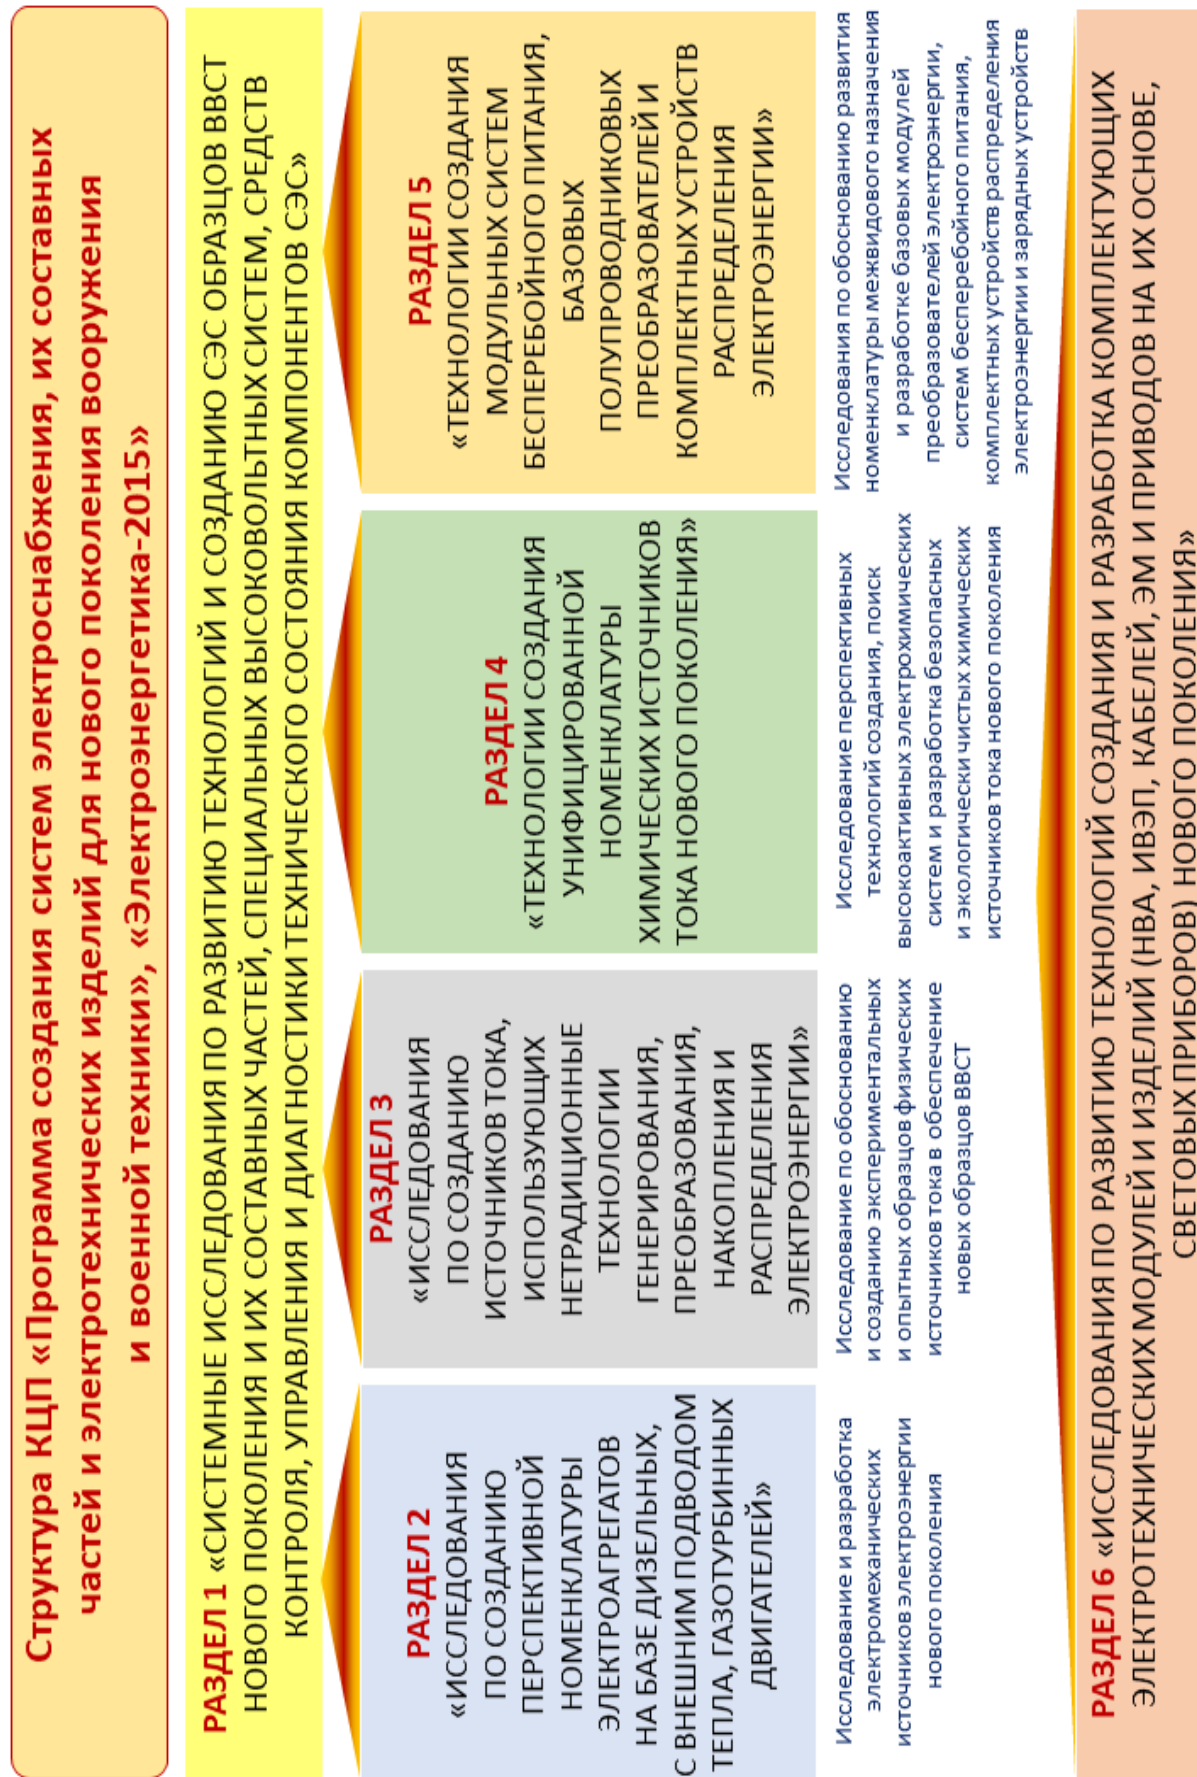 Структура КЦП «Программа создания систем электроснабжения, их составных
частей и электротехнических изделий для нового поколения вооружения
и военной техники», «Электроэнергетика-2015»
РАЗДЕЛ 1 «СИСТЕМНЫЕ ИССЛЕДОВАНИЯ ПО РАЗВИТИЮ ТЕХНОЛОГИЙ И СОЗДАНИЮ СЭС ОБРАЗЦОВ ВВСТ
НОВОГО ПОКОЛЕНИЯ И ИХ СОСТАВНЫХ ЧАСТЕЙ, СПЕЦИАЛЬНЫХ ВЫСОКОВОЛЬТНЫХ СИСТЕМ, СРЕДСТВ
КОНТРОЛЯ, УПРАВЛЕНИЯ И ДИАГНОСТИКИ ТЕХНИЧЕСКОГО СОСТОЯНИЯ КОМПОНЕНТОВ СЭС»
РАЗДЕЛ 2
«ИССЛЕДОВАНИЯ
ПО СОЗДАНИЮ
ПЕРСПЕКТИВНОЙ
НОМЕНКЛАТУРЫ
ЭЛЕКТРОАГРЕГАТОВ
НА БАЗЕ ДИЗЕЛЬНЫХ,
С ВНЕШНИМ ПОДВОДОМ
ТЕПЛА, ГАЗОТУРБИННЫХ
ДВИГАТЕЛЕЙ»
Исследование и разработка
электромеханических
источников электроэнергии
нового поколения
РАЗДЕЛ 3
«ИССЛЕДОВАНИЯ
ПО СОЗДАНИЮ
ИСТОЧНИКОВ ТОКА,
ИСПОЛЬЗУЮЩИХ
НЕТРАДИЦИОННЫЕ
ТЕХНОЛОГИИ
ГЕНЕРИРОВАНИЯ,
ПРЕОБРАЗОВАНИЯ,
НАКОПЛЕНИЯ И
РАСПРЕДЕЛЕНИЯ
ЭЛЕКТРОЭНЕРГИИ»
Исследование по обоснованию
и созданию экспериментальных
и опытных образцов физических
источников тока в обеспечение
новых образцов ВВСТ
РАЗДЕЛ 4
«ТЕХНОЛОГИИ СОЗДАНИЯ
УНИФИЦИРОВАННОЙ
НОМЕНКЛАТУРЫ
ХИМИЧЕСКИХ ИСТОЧНИКОВ
ТОКА НОВОГО ПОКОЛЕНИЯ»
Исследование перспективных
технологий создания, поиск
высокоактивных электрохимических
систем и разработка безопасных
и экологически чистых химических
источников тока нового поколения
РАЗДЕЛ 5
«ТЕХНОЛОГИИ СОЗДАНИЯ
МОДУЛЬНЫХ СИСТЕМ
БЕСПЕРЕБОЙНОГО ПИТАНИЯ,
БАЗОВЫХ
ПОЛУПРОВОДНИКОВЫХ
ПРЕОБРАЗОВАТЕЛЕЙ И
КОМПЛЕКТНЫХ УСТРОЙСТВ
РАСПРЕДЕЛЕНИЯ
ЭЛЕКТРОЭНЕРГИИ»
Исследования по обоснованию развития
номенклатуры межвидового назначения
и разработке базовых модулей
преобразователей электроэнергии,
систем бесперебойного питания,
комплектных устройств распределения
электроэнергии и зарядных устройств
РАЗДЕЛ 6 «ИССЛЕДОВАНИЯ ПО РАЗВИТИЮ ТЕХНОЛОГИЙ СОЗДАНИЯ И РАЗРАБОТКА КОМПЛЕКТУЮЩИХ
ЭЛЕКТРОТЕХНИЧЕСКИХ МОДУЛЕЙ И ИЗДЕЛИЙ (НВА, ИВЭП, КАБЕЛЕЙ, ЭМ И ПРИВОДОВ НА ИХ ОСНОВЕ,
СВЕТОВЫХ ПРИБОРОВ) НОВОГО ПОКОЛЕНИЯ»